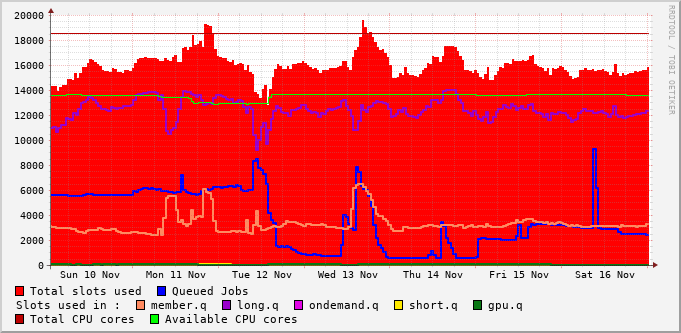 20000
18000
16000
14000
12000
10000
8000
6000
4000
2000
0
Sun 10 Nov Mon 11 Nov Tue 12 Nov Wed 13 Nov Thu 14 Nov Fri 15 Nov Sat 16 Nov
Total slots used Queued Jobs
Slots used in : member.q long.q ondemand.q short.q gpu.q
Total CPU cores Available CPU cores
RRDTOOL / TOBI OETIKER